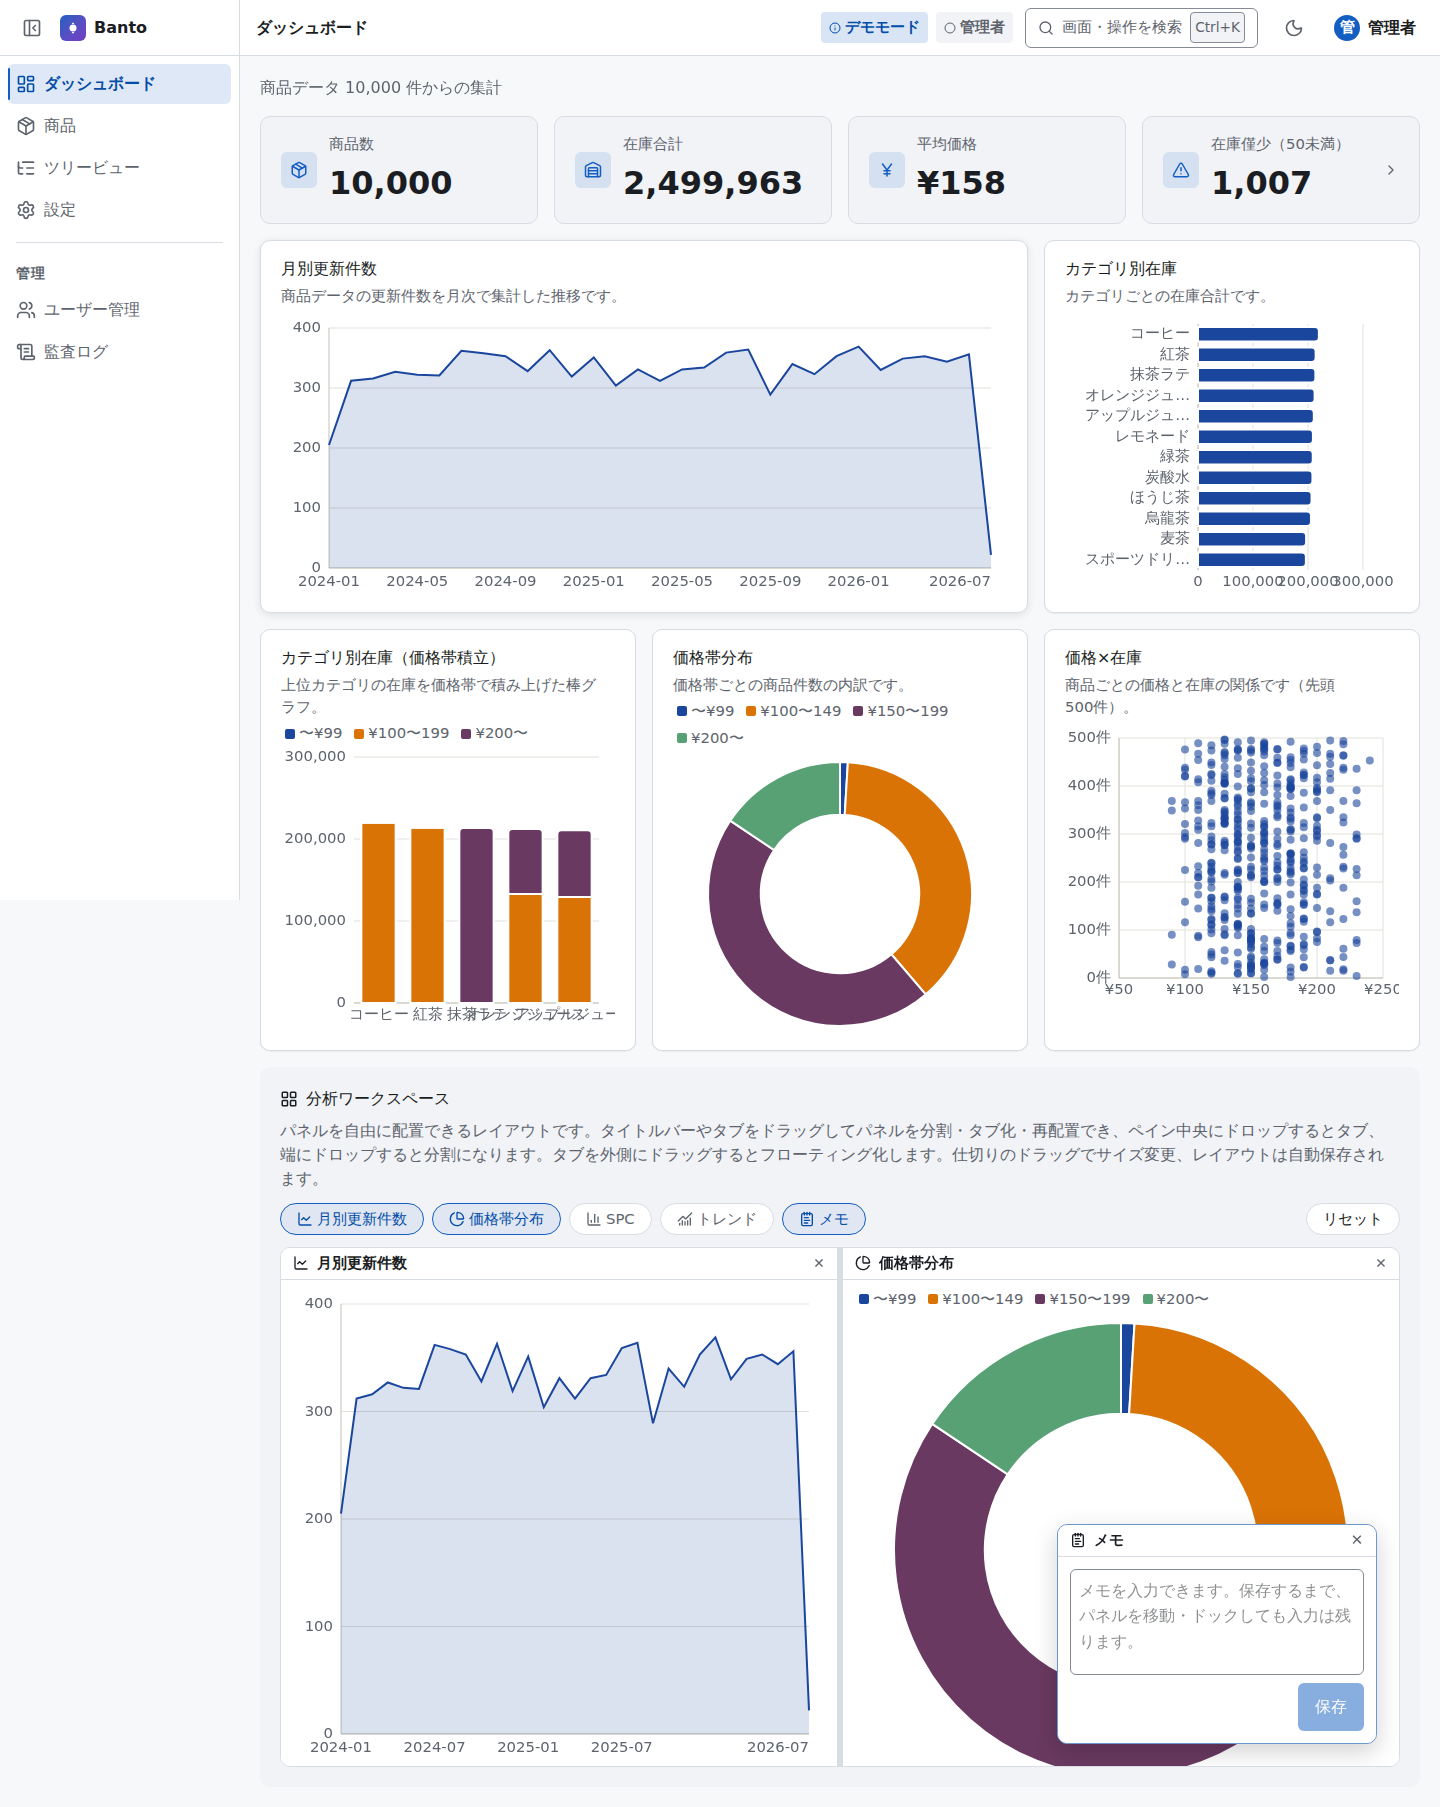 Banto
ダッシュボード
デモモード
管理者
画面・操作を検索
Ctrl+K
管
管理者
ダッシュボード
商品
ツリービュー
設定
管理
ユーザー管理
監査ログ
商品データ 10,000 件からの集計
商品数
10,000
在庫合計
2,499,963
平均価格
¥158
在庫僅少（50未満）
1,007
月別更新件数
商品データの更新件数を月次で集計した推移です。
400
300
200
100
0
2024-01 2024-05 2024-09 2025-01 2025-05 2025-09 2026-01 2026-07
カテゴリ別在庫
カテゴリごとの在庫合計です。
コーヒー
紅茶
抹茶ラテ
オレンジジュ…
アップルジュ…
レモネード
緑茶
炭酸水
ほうじ茶
烏龍茶
麦茶
スポーツドリ…
0 100,000 200,000 300,000
カテゴリ別在庫（価格帯積立）
上位カテゴリの在庫を価格帯で積み上げた棒グ
ラフ。
〜¥99 ¥100〜199 ¥200〜
300,000
200,000
100,000
0
コーヒー 紅茶 抹茶ラテ
価格帯分布
価格帯ごとの商品件数の内訳です。
〜¥99 ¥100〜149 ¥150〜199
¥200〜
価格×在庫
商品ごとの価格と在庫の関係です（先頭
500件）。
500件
400件
300件
200件
100件
0件
¥50 ¥100 ¥150 ¥200 ¥250
分析ワークスペース
パネルを自由に配置できるレイアウトです。タイトルバーやタブをドラッグしてパネルを分割・タブ化・再配置でき、ペイン中央にドロップするとタブ、
端にドロップすると分割になります。タブを外側にドラッグするとフローティング化します。仕切りのドラッグでサイズ変更、レイアウトは自動保存され
ます。
月別更新件数
価格帯分布
SPC
トレンド
メモ
リセット
月別更新件数
400
300
200
100
0
2024-01 2024-07 2025-01 2025-07 2026-07
価格帯分布
〜¥99 ¥100〜149 ¥150〜199 ¥200〜
メモ
メモを入力できます。保存するまで、
パネルを移動・ドックしても入力は残
ります。
保存